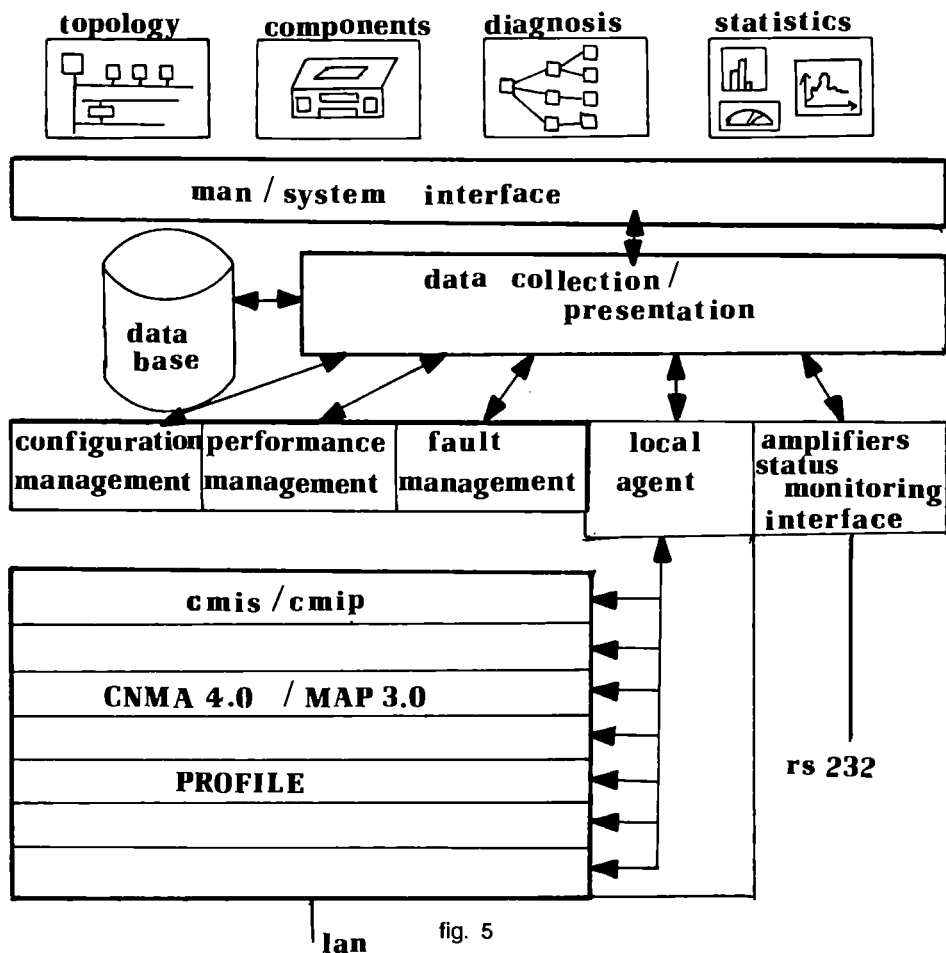 topology
components
diagnosis
statistics
man / system interface
data collection /
presentation
data
base
configuration
management
performance
management
fault
management
local
agent
amplifiers
status
monitoring
interface
cmis / cmip
CNMA 4.0 / MAP 3.0
PROFILE
rs 232
lan
fig. 5